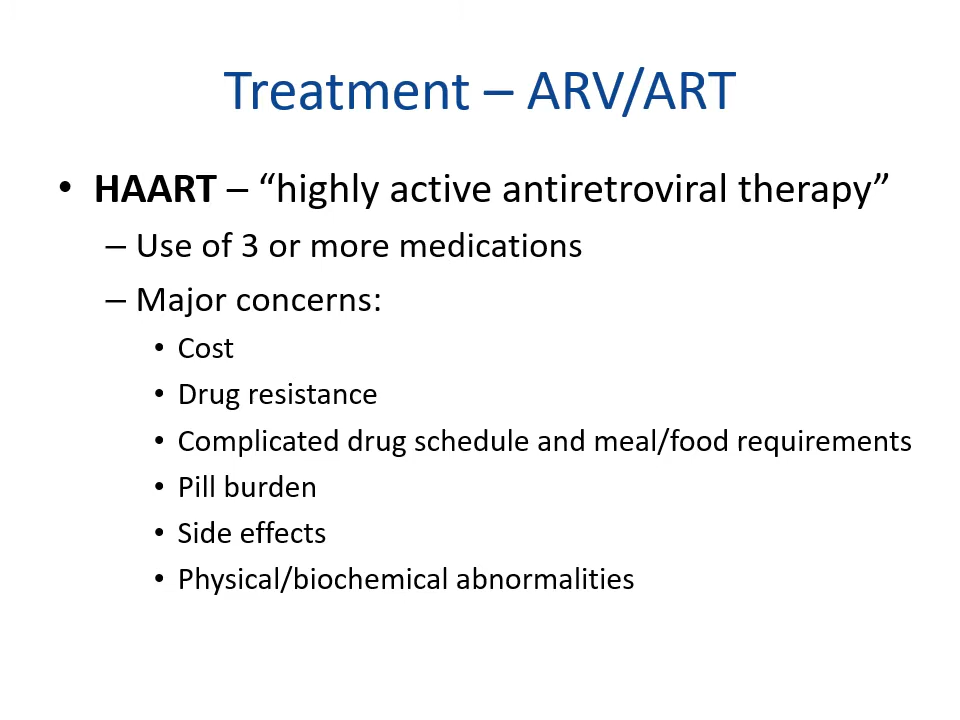 Treatment – ARV/ART
• HAART – “highly active antiretroviral therapy”
– Use of 3 or more medications
– Major concerns:
• Cost
• Drug resistance
• Complicated drug schedule and meal/food requirements
• Pill burden
• Side effects
• Physical/biochemical abnormalities